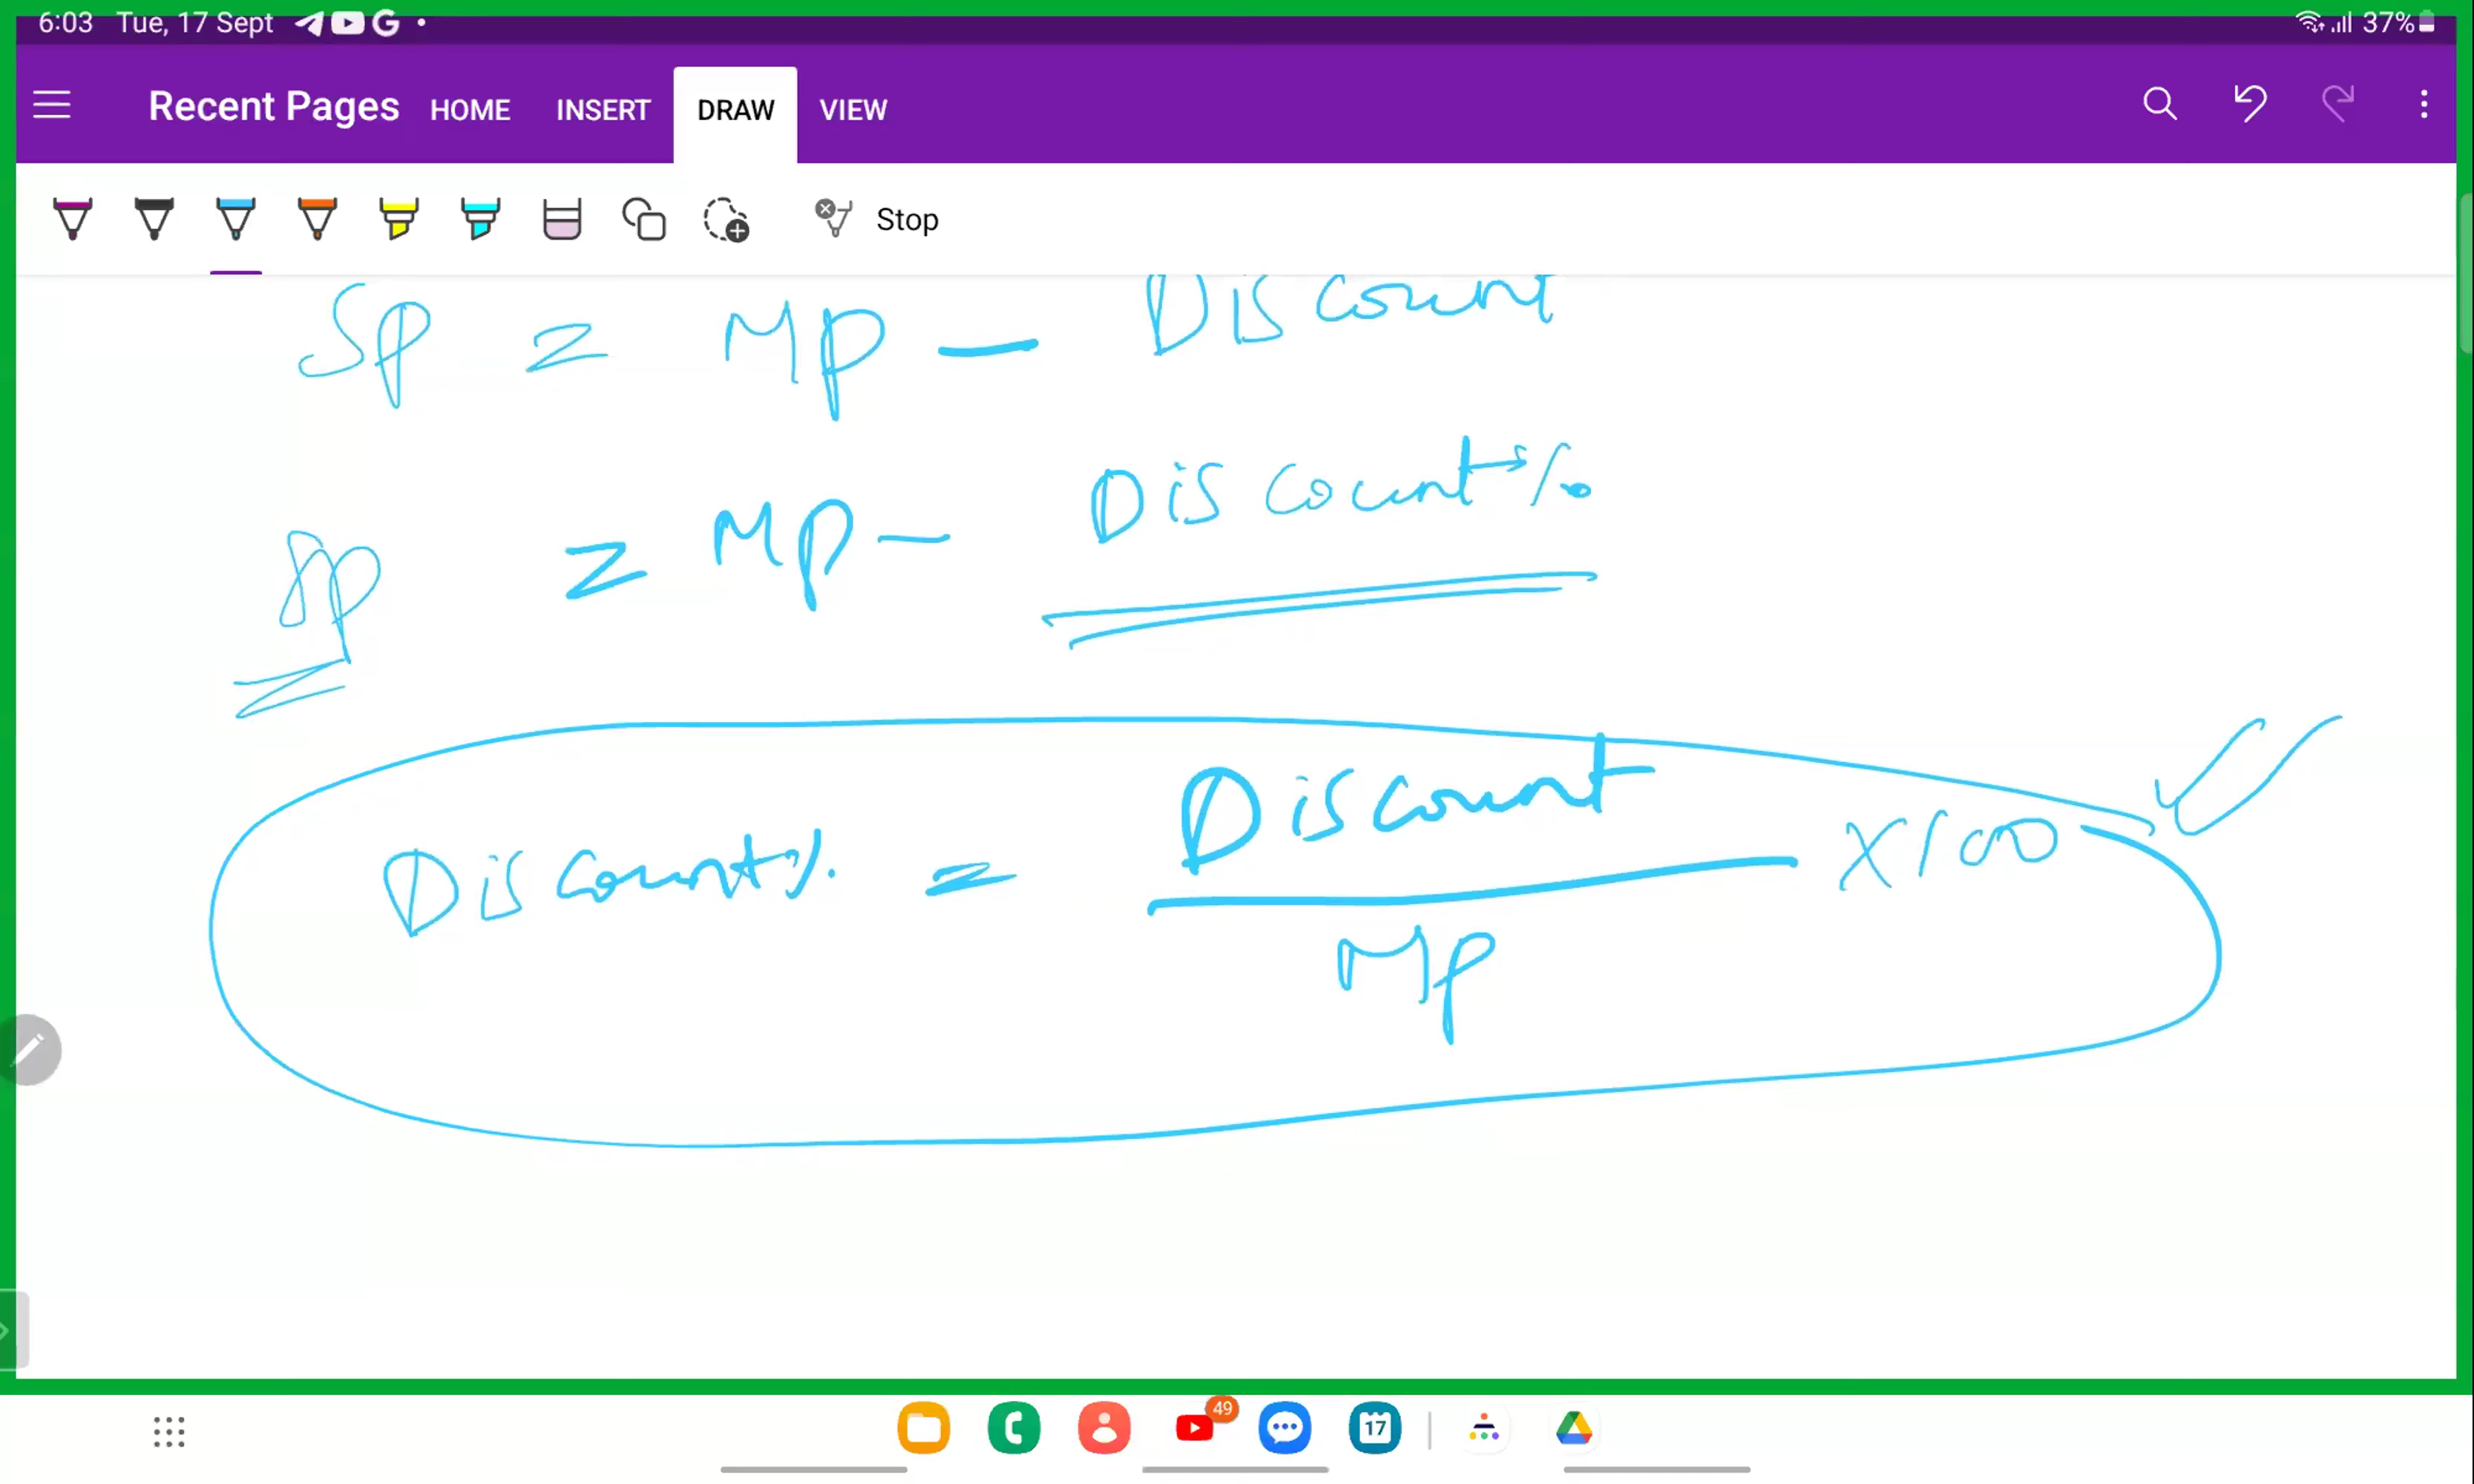 6:03 Tue, 17 Sept 37%
Recent Pages HOME INSERT DRAW VIEW
Stop
SP = MP — Discount
SP = MP — Discount %
Discount % = Discount × 100
MP
49
17